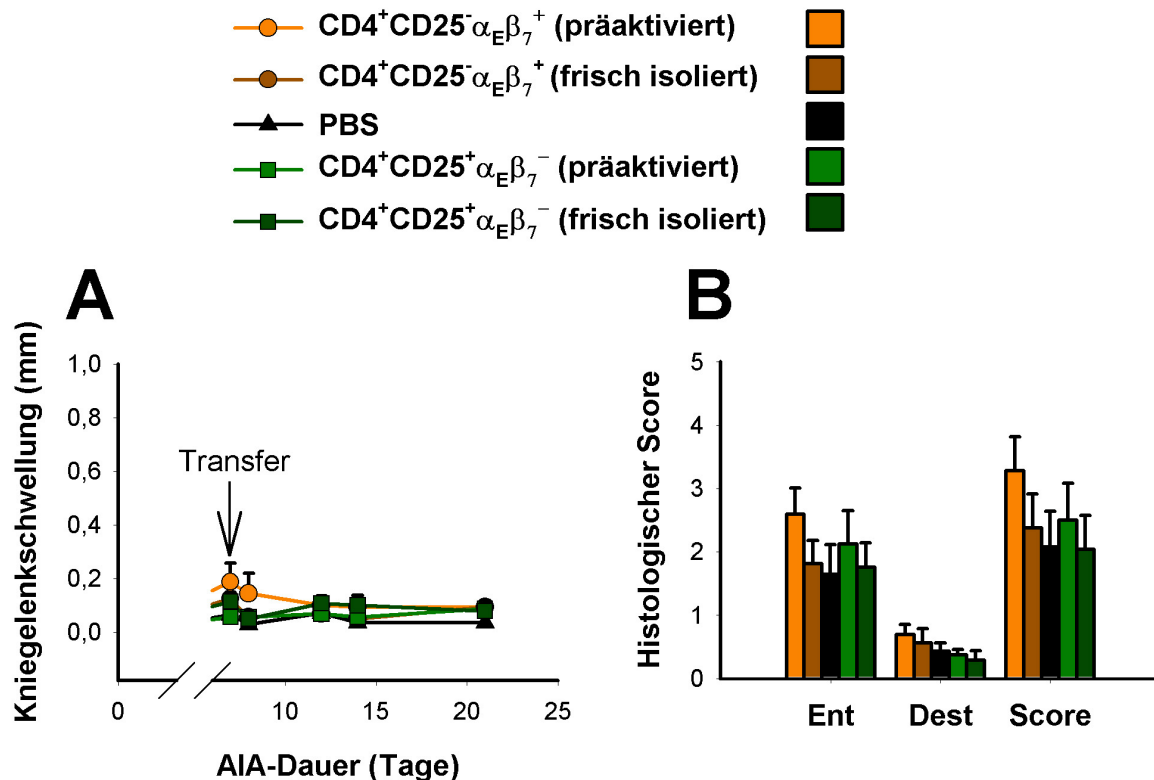 CD4⁺CD25⁻αEβ7⁺ (präaktiviert)
CD4⁺CD25⁻αEβ7⁺ (frisch isoliert)
PBS
CD4⁺CD25⁺αEβ7⁻ (präaktiviert)
CD4⁺CD25⁺αEβ7⁻ (frisch isoliert)
A
Kniegelenkschwellung (mm)
1,0
0,8
0,6
0,4
0,2
0,0
Transfer
0
10
15
20
25
AIA-Dauer (Tage)
B
Histologischer Score
5
4
3
2
1
0
Ent
Dest
Score